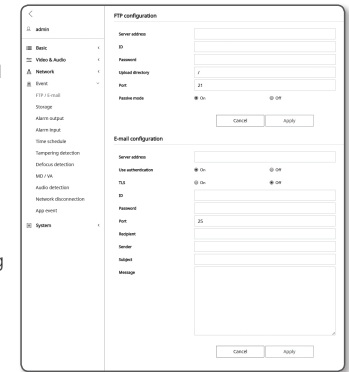 admin
Basic
Video & Audio
Network
Event
FTP / E-mail
Storage
Alarm output
Alarm input
Time schedule
Tampering detection
Defocus detection
MD / VA
Audio detection
Network disconnection
App event
System
FTP configuration
Server address
ID
Password
Upload directory /
Port 21
Passive mode On Off
Cancel Apply
E-mail configuration
Server address
Use authentication On Off
TLS On Off
ID
Password
Port 25
Recipient
Sender
Subject
Message
Cancel Apply
g